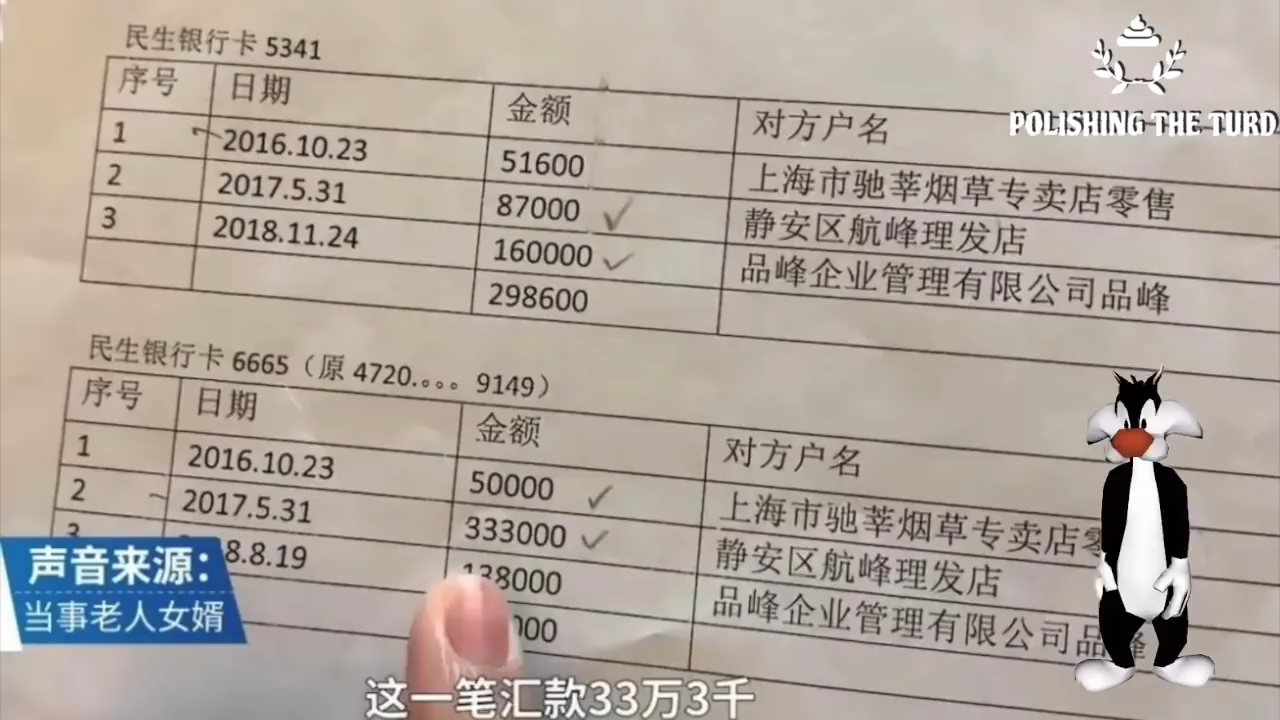 POLISHING THE TURD
民生银行卡 5341
序号 日期 金额 对方户名
1 2016.10.23 51600 上海市驰莘烟草专卖店零售
2 2017.5.31 87000 静安区航峰理发店
3 2018.11.24 160000 品峰企业管理有限公司品峰
298600
民生银行卡 6665（原 4720.。。。 9149）
序号 日期 金额 对方户名
1 2016.10.23 50000 上海市驰莘烟草专卖店零
2 2017.5.31 333000 静安区航峰理发店
3 8.8.19 138000 品峰企业管理有限公司品峰
000
声音来源：
当事老人女婿
这一笔汇款33万3千